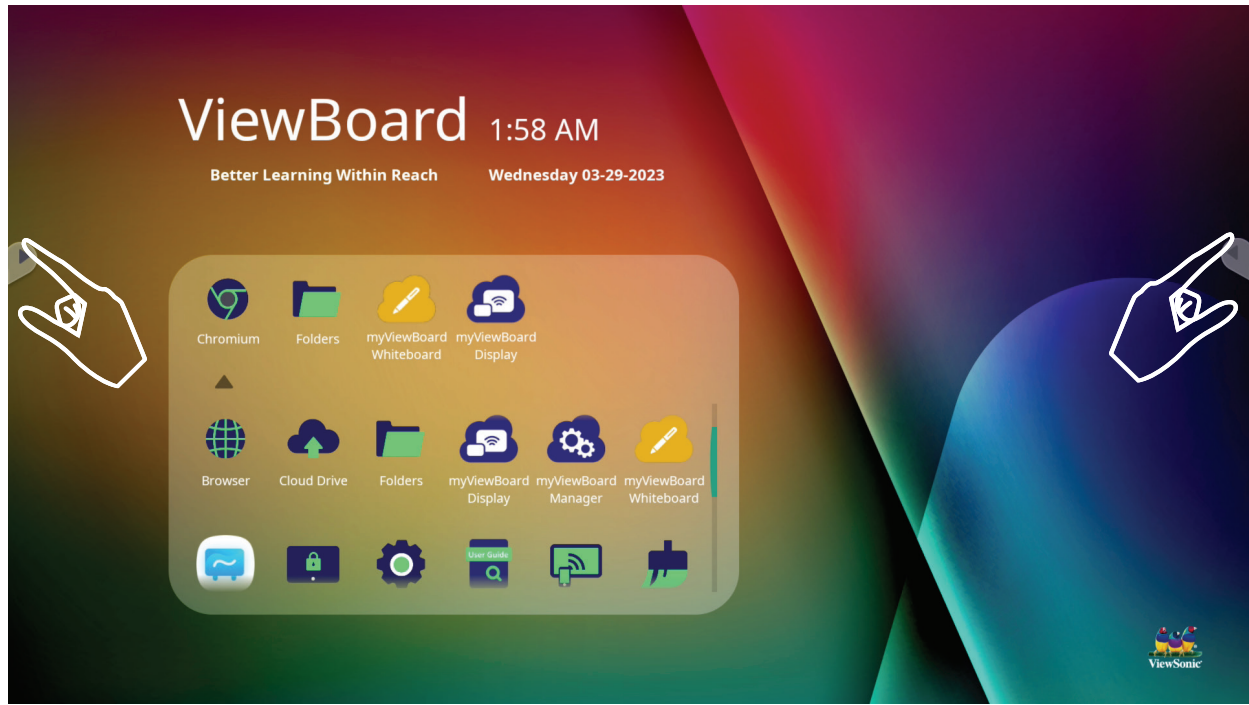 ViewBoard 1:58 AM
Better Learning Within Reach Wednesday 03-29-2023
Chromium Folders myViewBoard myViewBoard
Whiteboard Display
Browser Cloud Drive Folders myViewBoard myViewBoard myViewBoard
Display Manager Whiteboard
User Guide
ViewSonic